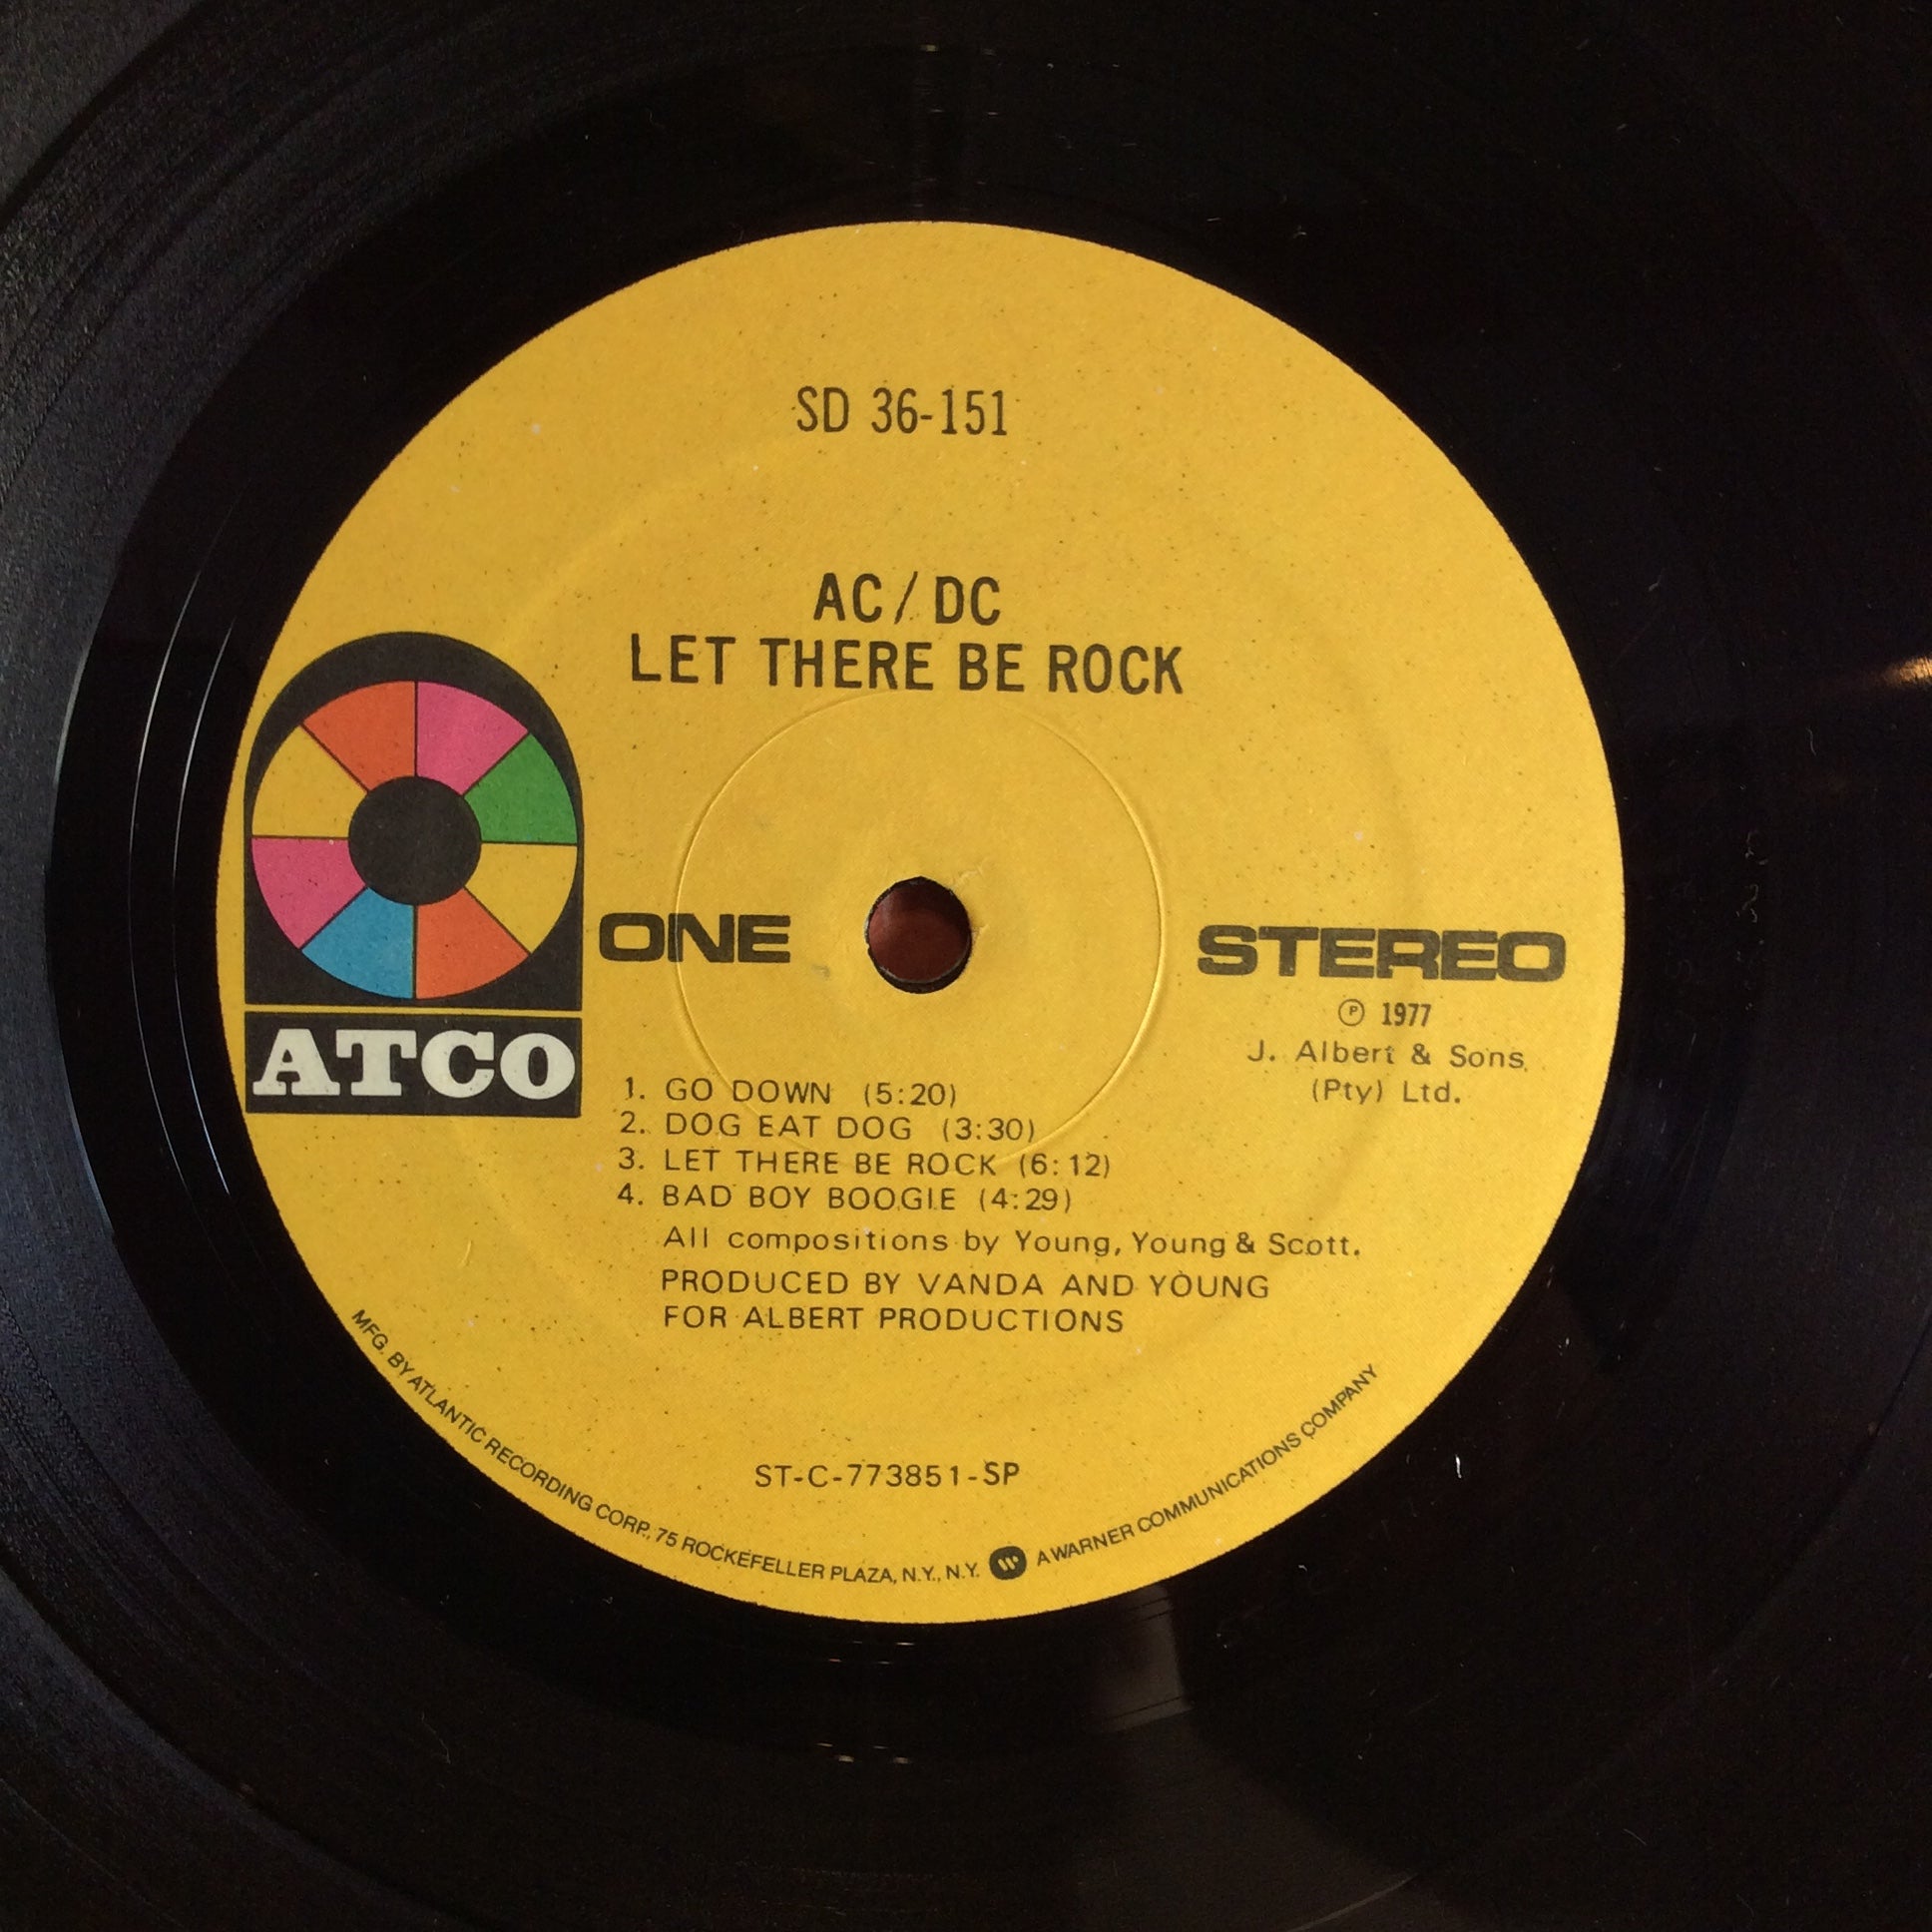 SD 36-151
AC/DC
LET THERE BE ROCK
ATCO
ONE
STEREO
Ⓟ 1977
J. Albert & Sons
(Pty) Ltd.
1. GO DOWN (5:20)
2. DOG EAT DOG (3:30)
3. LET THERE BE ROCK (6:12)
4. BAD BOY BOOGIE (4:29)
All compositions by Young, Young & Scott.
PRODUCED BY VANDA AND YOUNG
FOR ALBERT PRODUCTIONS
ST-C-773851-SP
MFG. BY ATLANTIC RECORDING CORP., 75 ROCKEFELLER PLAZA, N.Y., N.Y. W A WARNER COMMUNICATIONS COMPANY